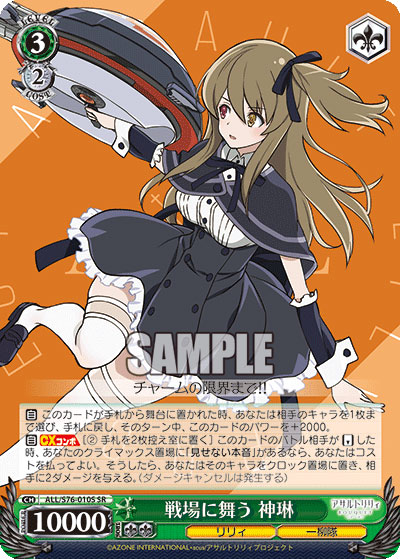 LEVEL
3
2
COST
SAMPLE
チャームの限界まで!!
【自】 このカードが手札から舞台に置かれた時、あなたは相手のキャラを1枚まで
選び、手札に戻し、そのターン中、このカードのパワーを＋2000。
【自】 CXコンボ [② 手札を2枚控え室に置く] このカードのバトル相手が した
時、あなたのクライマックス置場に「見せない本音」があるなら、あなたはコスト
を払ってよい。そうしたら、あなたはそのキャラをクロック置場に置き、相
手に2ダメージを与える。(ダメージキャンセルは発生する)
CH ALL/S76-010S SR
戦場に舞う 神琳
アサルトリリィ
BOUQUET
10000
リリィ
一柳隊
©AZONE INTERNATIONAL・acus/アサルトリリィプロジェクト